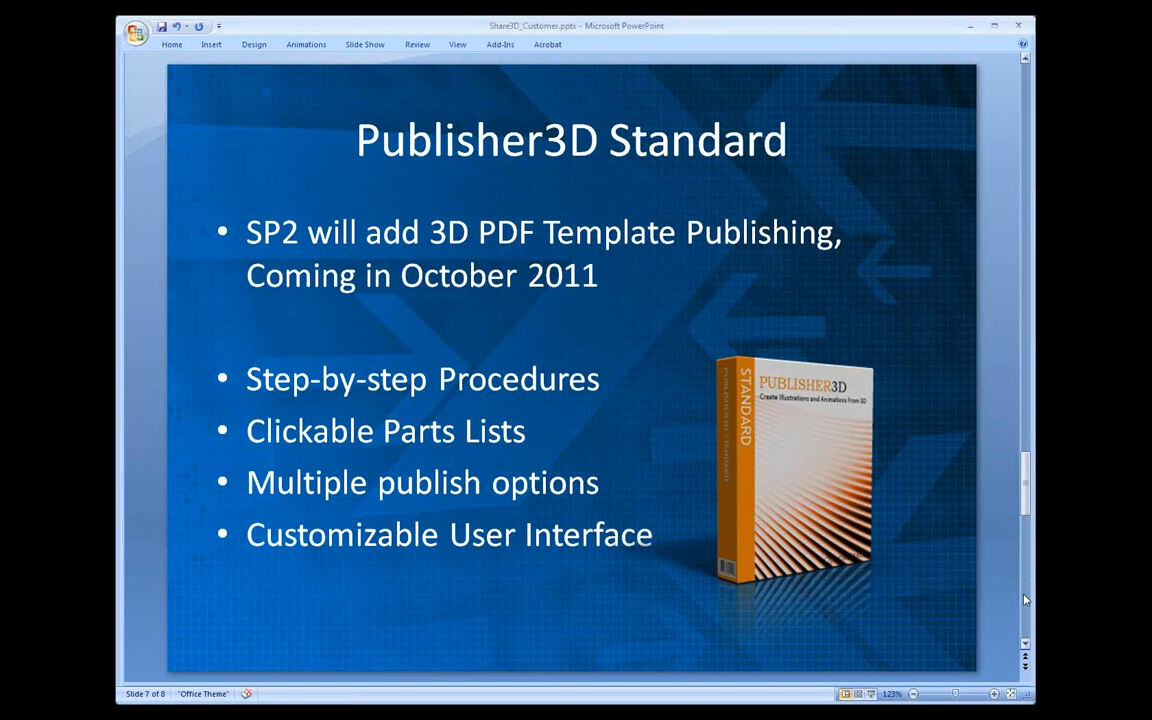 Share3D_Customer.pptx - Microsoft PowerPoint
Home Insert Design Animations Slide Show Review View Add-Ins Acrobat
Publisher3D Standard
• SP2 will add 3D PDF Template Publishing,
Coming in October 2011
• Step-by-step Procedures
• Clickable Parts Lists
• Multiple publish options
• Customizable User Interface
STANDARD
PUBLISHER3D STANDARD
PUBLISHER3D
Create Illustrations and Animations From 3D
Slide 7 of 8 "Office Theme" 123%